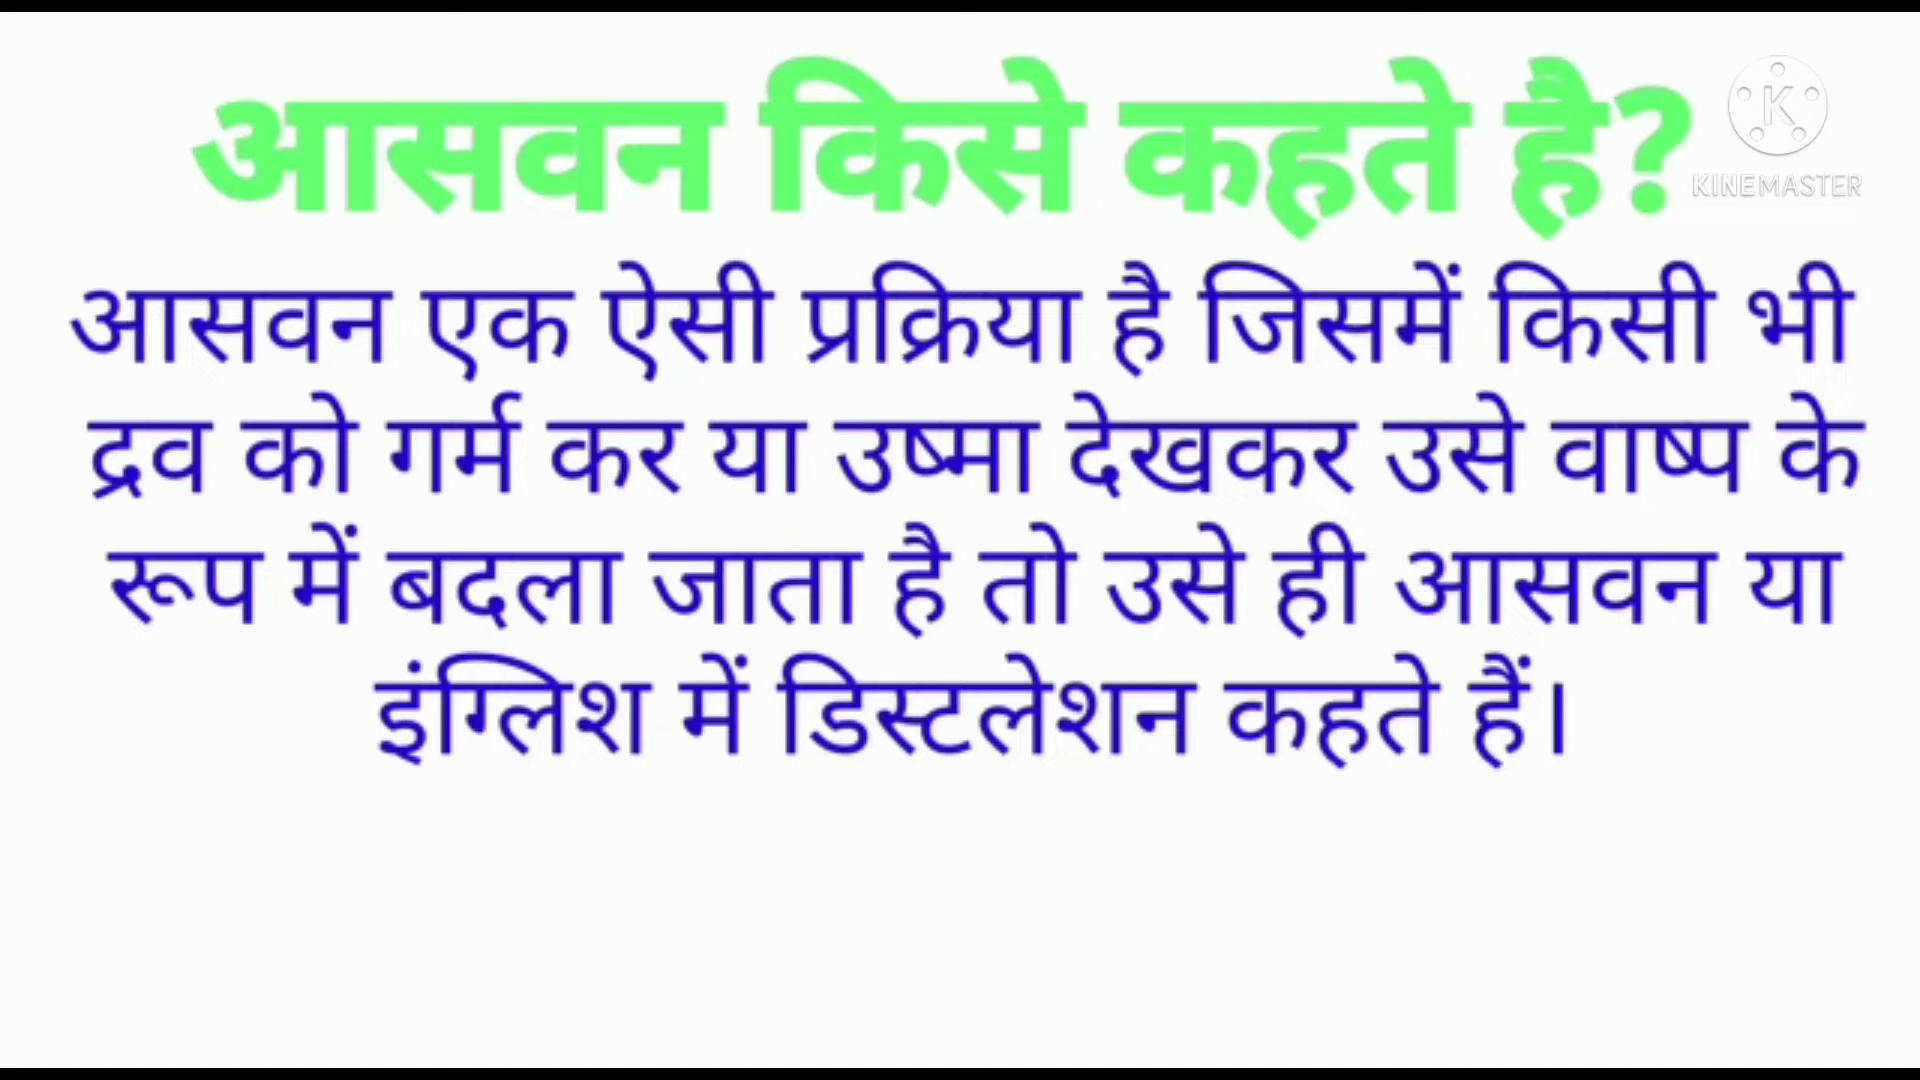 आसवन किसे कहते है?
K
KINEMASTER
आसवन एक ऐसी प्रक्रिया है जिसमें किसी भी
द्रव को गर्म कर या उष्मा देखकर उसे वाष्प के
रूप में बदला जाता है तो उसे ही आसवन या
इंग्लिश में डिस्टलेशन कहते हैं।